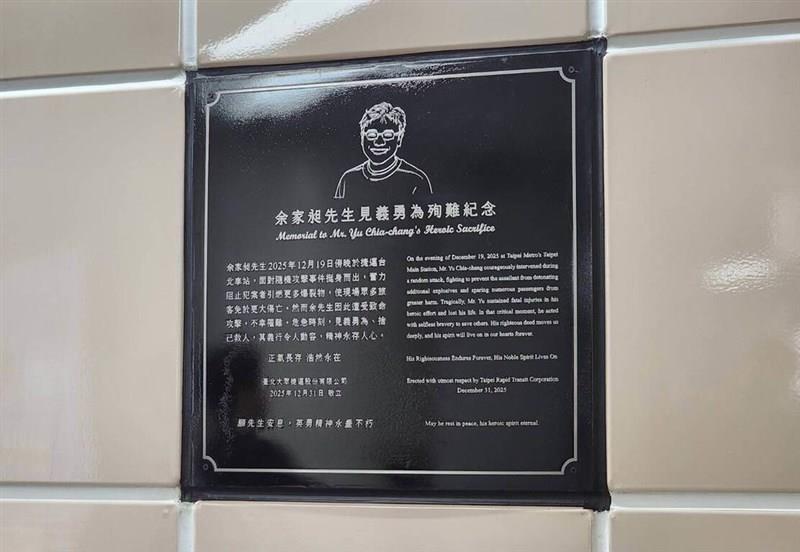 余家昶先生見義勇為殉難紀念
Memorial to Mr. Yu Chia-chang's Heroic Sacrifice
余家昶先生2025年12月19日傍晚於捷運台
北車站，面對隨機攻擊事件挺身而出，奮力
阻止犯案者引燃更多爆裂物，使現場眾多旅
客免於更大傷亡。然而余先生因此遭受致命
攻擊，不幸罹難。危急時刻，見義勇為、捨
己救人，其義行令人動容，精神永存人心。
正氣長存 浩然永在
臺北大眾捷運股份有限公司
2025年12月31日 敬立
願先生安息，英勇精神永垂不朽
On the evening of December 19, 2025 at Taipei Metro's Taipei
Main Station, Mr. Yu Chia-chang courageously intervened during
a random attack, fighting to prevent the assailant from detonating
additional explosives and sparing numerous passengers from
greater harm. Tragically, Mr. Yu sustained fatal injuries in his
heroic effort and lost his life. In that critical moment, he acted
with selfless bravery to save others. His righteous deed moves us
deeply, and his spirit will live on in our hearts forever.
His Righteousness Endures Forever, His Noble Spirit Lives On
Erected with utmost respect by Taipei Rapid Transit Corporation
December 31, 2025
May he rest in peace, his heroic spirit eternal.